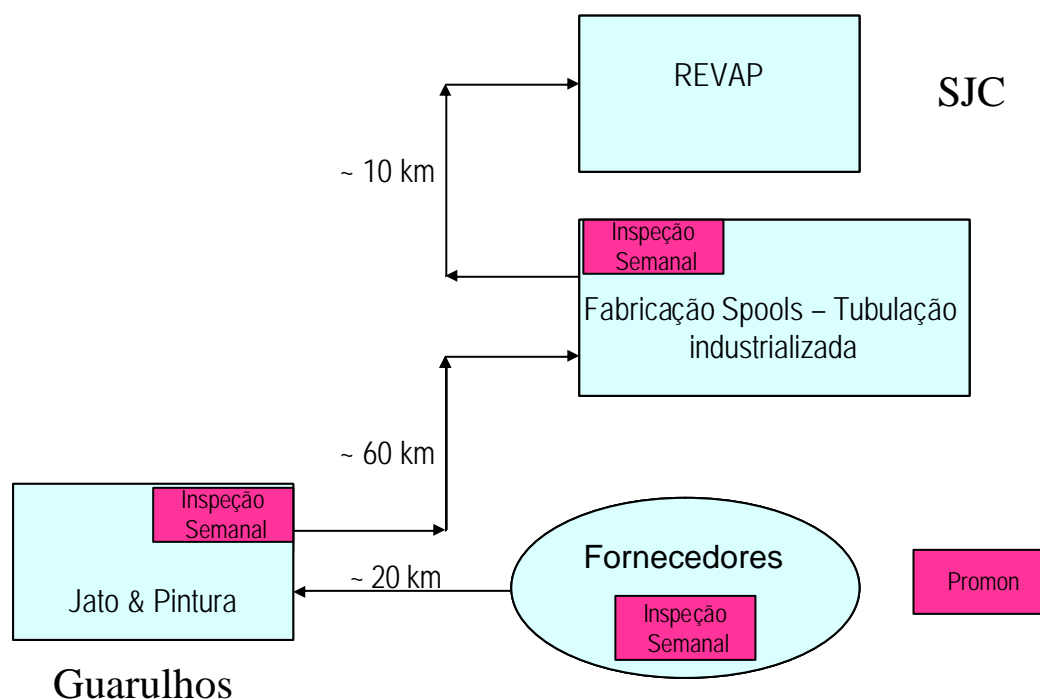 REVAP
SJC
~ 10 km
Inspeção
Semanal
Fabricação Spools – Tubulação
industrializada
~ 60 km
Inspeção
Semanal
Jato & Pintura
~ 20 km
Fornecedores
Inspeção
Semanal
Promon
Guarulhos